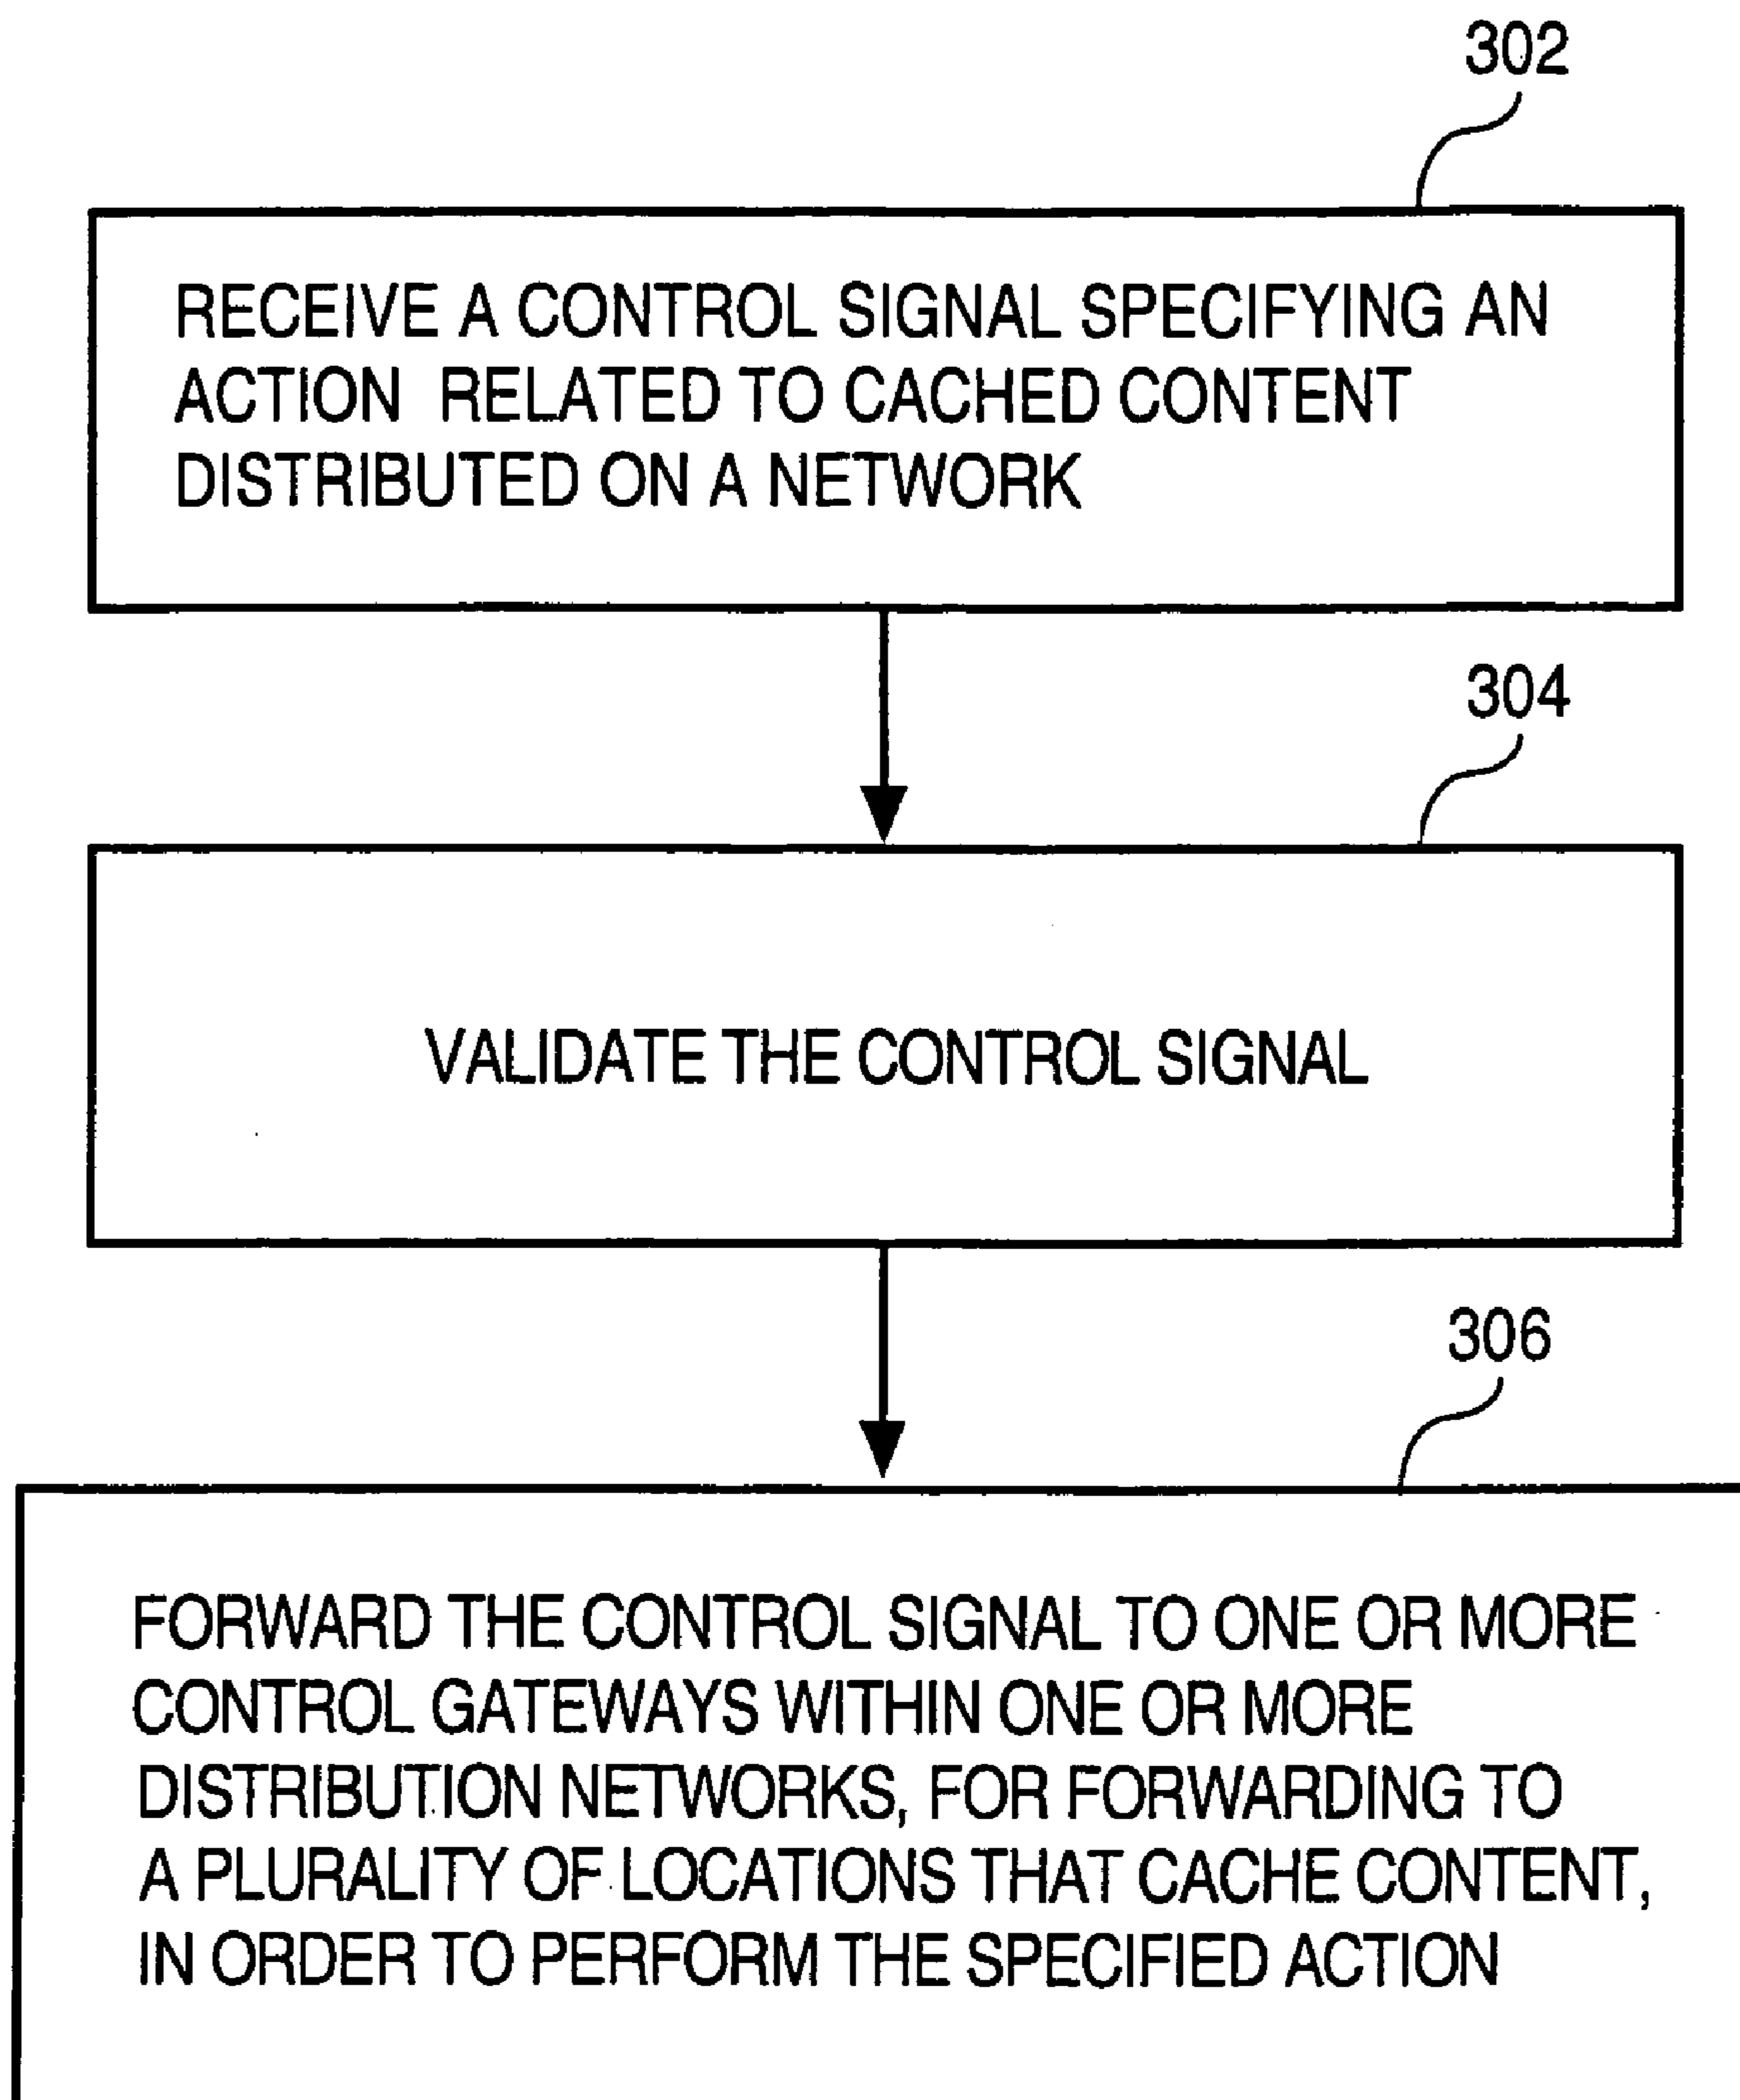 302
RECEIVE A CONTROL SIGNAL SPECIFYING AN
ACTION RELATED TO CACHED CONTENT
DISTRIBUTED ON A NETWORK
304
VALIDATE THE CONTROL SIGNAL
306
FORWARD THE CONTROL SIGNAL TO ONE OR MORE
CONTROL GATEWAYS WITHIN ONE OR MORE
DISTRIBUTION NETWORKS, FOR FORWARDING TO
A PLURALITY OF LOCATIONS THAT CACHE CONTENT,
IN ORDER TO PERFORM THE SPECIFIED ACTION